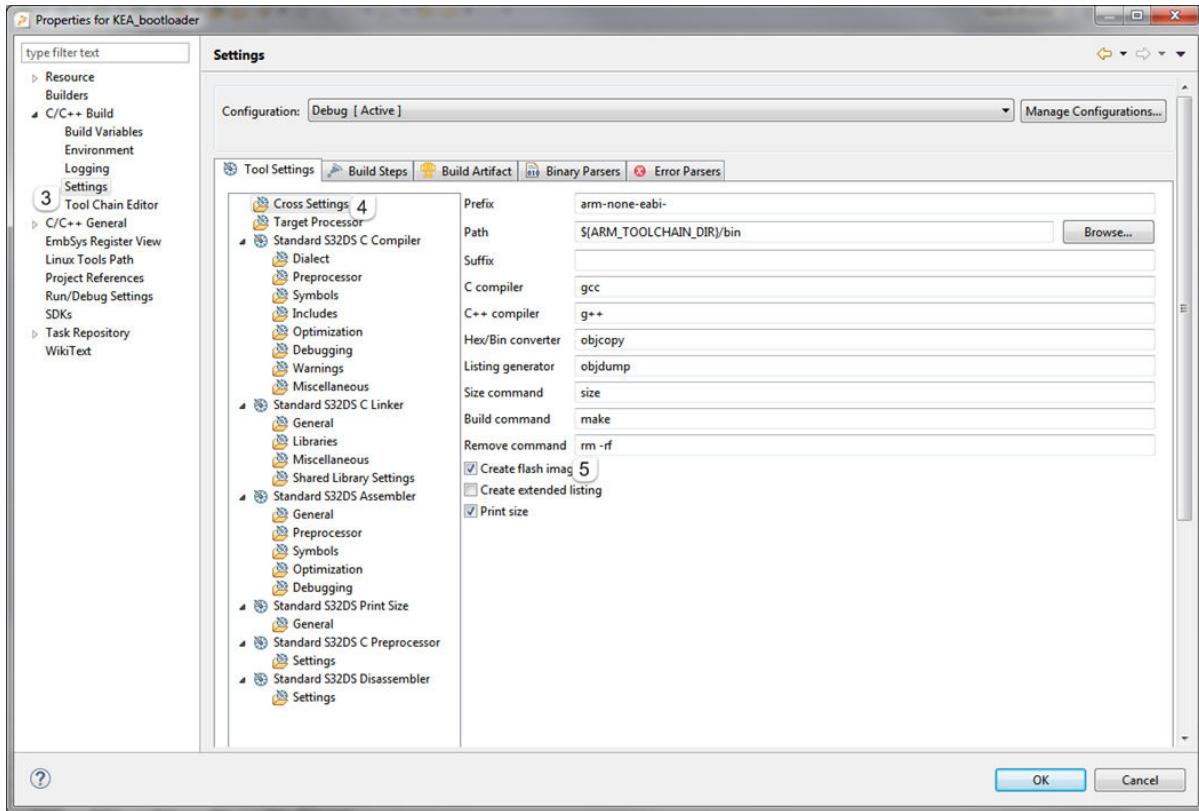 Properties for KEA_bootloader
type filter text
Resource
Builders
C/C++ Build
Build Variables
Environment
Logging
Settings
3
Tool Chain Editor
C/C++ General
EmbSys Register View
Linux Tools Path
Project References
Run/Debug Settings
SDKs
Task Repository
WikiText
Settings
Configuration: Debug [ Active ] Manage Configurations...
Tool Settings Build Steps Build Artifact Binary Parsers Error Parsers
Cross Settings 4
Target Processor
Standard S32DS C Compiler
Dialect
Preprocessor
Symbols
Includes
Optimization
Debugging
Warnings
Miscellaneous
Standard S32DS C Linker
General
Libraries
Miscellaneous
Shared Library Settings
Standard S32DS Assembler
General
Preprocessor
Symbols
Optimization
Debugging
Standard S32DS Print Size
General
Standard S32DS C Preprocessor
Settings
Standard S32DS Disassembler
Settings
Prefix arm-none-eabi-
Path ${ARM_TOOLCHAIN_DIR}/bin Browse...
Suffix
C compiler gcc
C++ compiler g++
Hex/Bin converter objcopy
Listing generator objdump
Size command size
Build command make
Remove command rm -rf
Create flash imag 5
Create extended listing
Print size
? OK Cancel